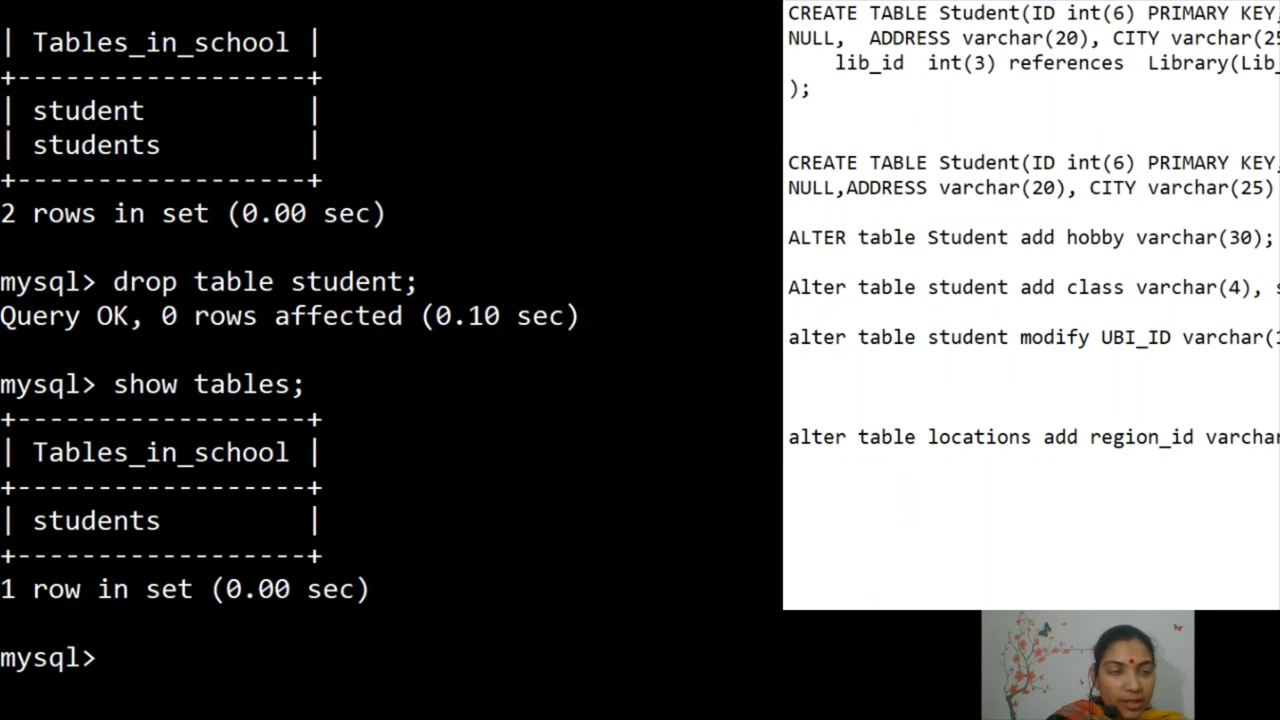 | Tables_in_school |
+------------------+
| student          |
| students         |
+------------------+
2 rows in set (0.00 sec)
mysql> drop table student;
Query OK, 0 rows affected (0.10 sec)
mysql> show tables;
+------------------+
| Tables_in_school |
+------------------+
| students         |
+------------------+
1 row in set (0.00 sec)
mysql>
CREATE TABLE Student(ID int(6) PRIMARY KEY,
NULL,  ADDRESS varchar(20), CITY varchar(25
lib_id  int(3) references  Library(Lib_
);
CREATE TABLE Student(ID int(6) PRIMARY KEY,
NULL,ADDRESS varchar(20), CITY varchar(25)
ALTER table Student add hobby varchar(30);
Alter table student add class varchar(4), s
alter table student modify UBI_ID varchar(1
alter table locations add region_id varchar